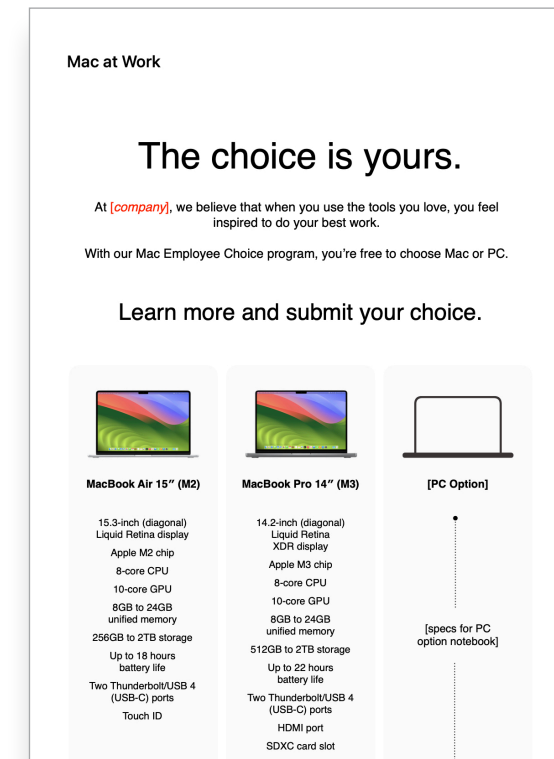 Mac at Work
The choice is yours.
At [company], we believe that when you use the tools you love, you feel
inspired to do your best work.
With our Mac Employee Choice program, you’re free to choose Mac or PC.
Learn more and submit your choice.
MacBook Air 15″ (M2)
15.3-inch (diagonal)
Liquid Retina display
Apple M2 chip
8-core CPU
10-core GPU
8GB to 24GB
unified memory
256GB to 2TB storage
Up to 18 hours
battery life
Two Thunderbolt/USB 4
(USB-C) ports
Touch ID
MacBook Pro 14″ (M3)
14.2-inch (diagonal)
Liquid Retina
XDR display
Apple M3 chip
8-core CPU
10-core GPU
8GB to 24GB
unified memory
512GB to 2TB storage
Up to 22 hours
battery life
Two Thunderbolt/USB 4
(USB-C) ports
HDMI port
SDXC card slot
[PC Option]
[specs for PC
option notebook]